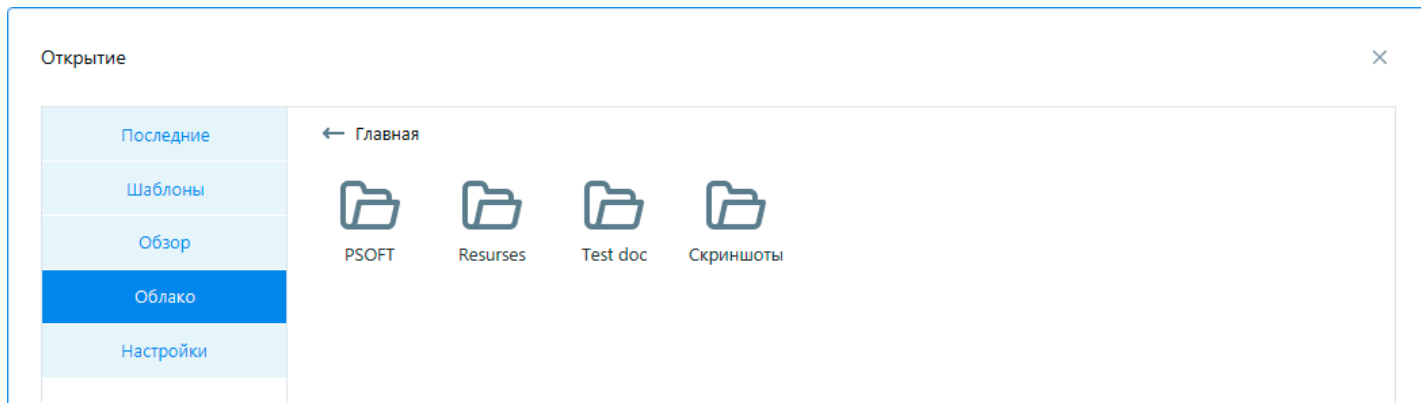 Открытие
Последние
Шаблоны
Обзор
Облако
Настройки
Главная
PSOFT Resurses Test doc Скриншоты